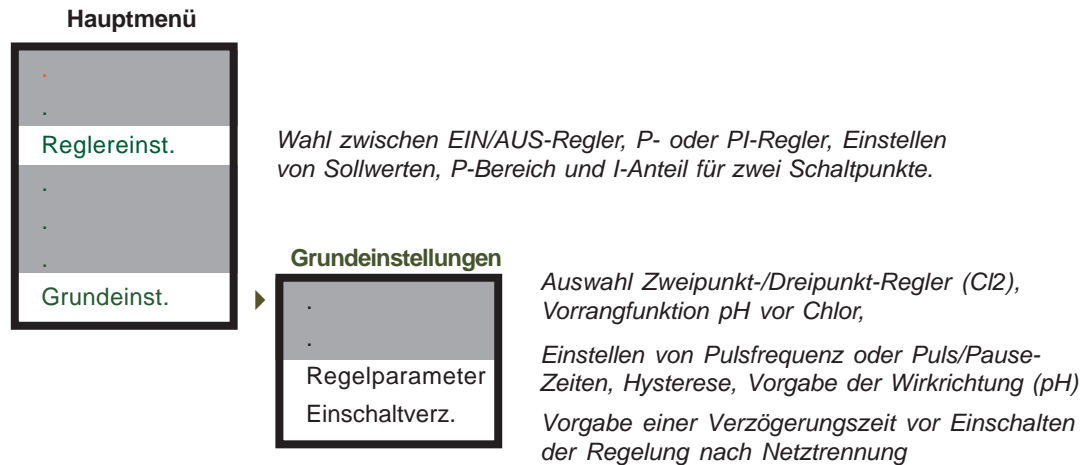 Hauptmenü
.
.
Reglereinst.
Wahl zwischen EIN/AUS-Regler, P- oder PI-Regler, Einstellen
von Sollwerten, P-Bereich und I-Anteil für zwei Schaltpunkte.
.
.
.
Grundeinst.
Grundeinstellungen
.
.
Regelparameter
Einschaltverz.
Auswahl Zweipunkt-/Dreipunkt-Regler (Cl2),
Vorrangfunktion pH vor Chlor,
Einstellen von Pulsfrequenz oder Puls/Pause-
Zeiten, Hysterese, Vorgabe der Wirkrichtung (pH)
Vorgabe einer Verzögerungszeit vor Einschalten
der Regelung nach Netztrennung